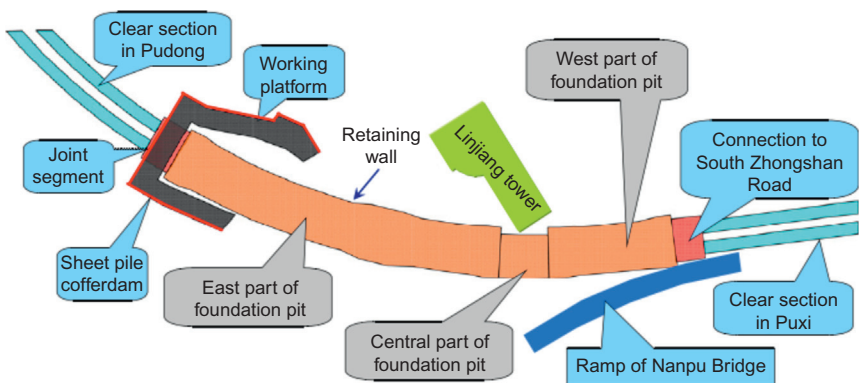 Clear section
in Pudong
Working
platform
West part of
foundation pit
Retaining
wall
Linjiang tower
Connection to
South Zhongshan
Road
Joint
segment
Sheet pile
cofferdam
East part of
foundation pit
Central part of
foundation pit
Clear section
in Puxi
Ramp of Nanpu Bridge